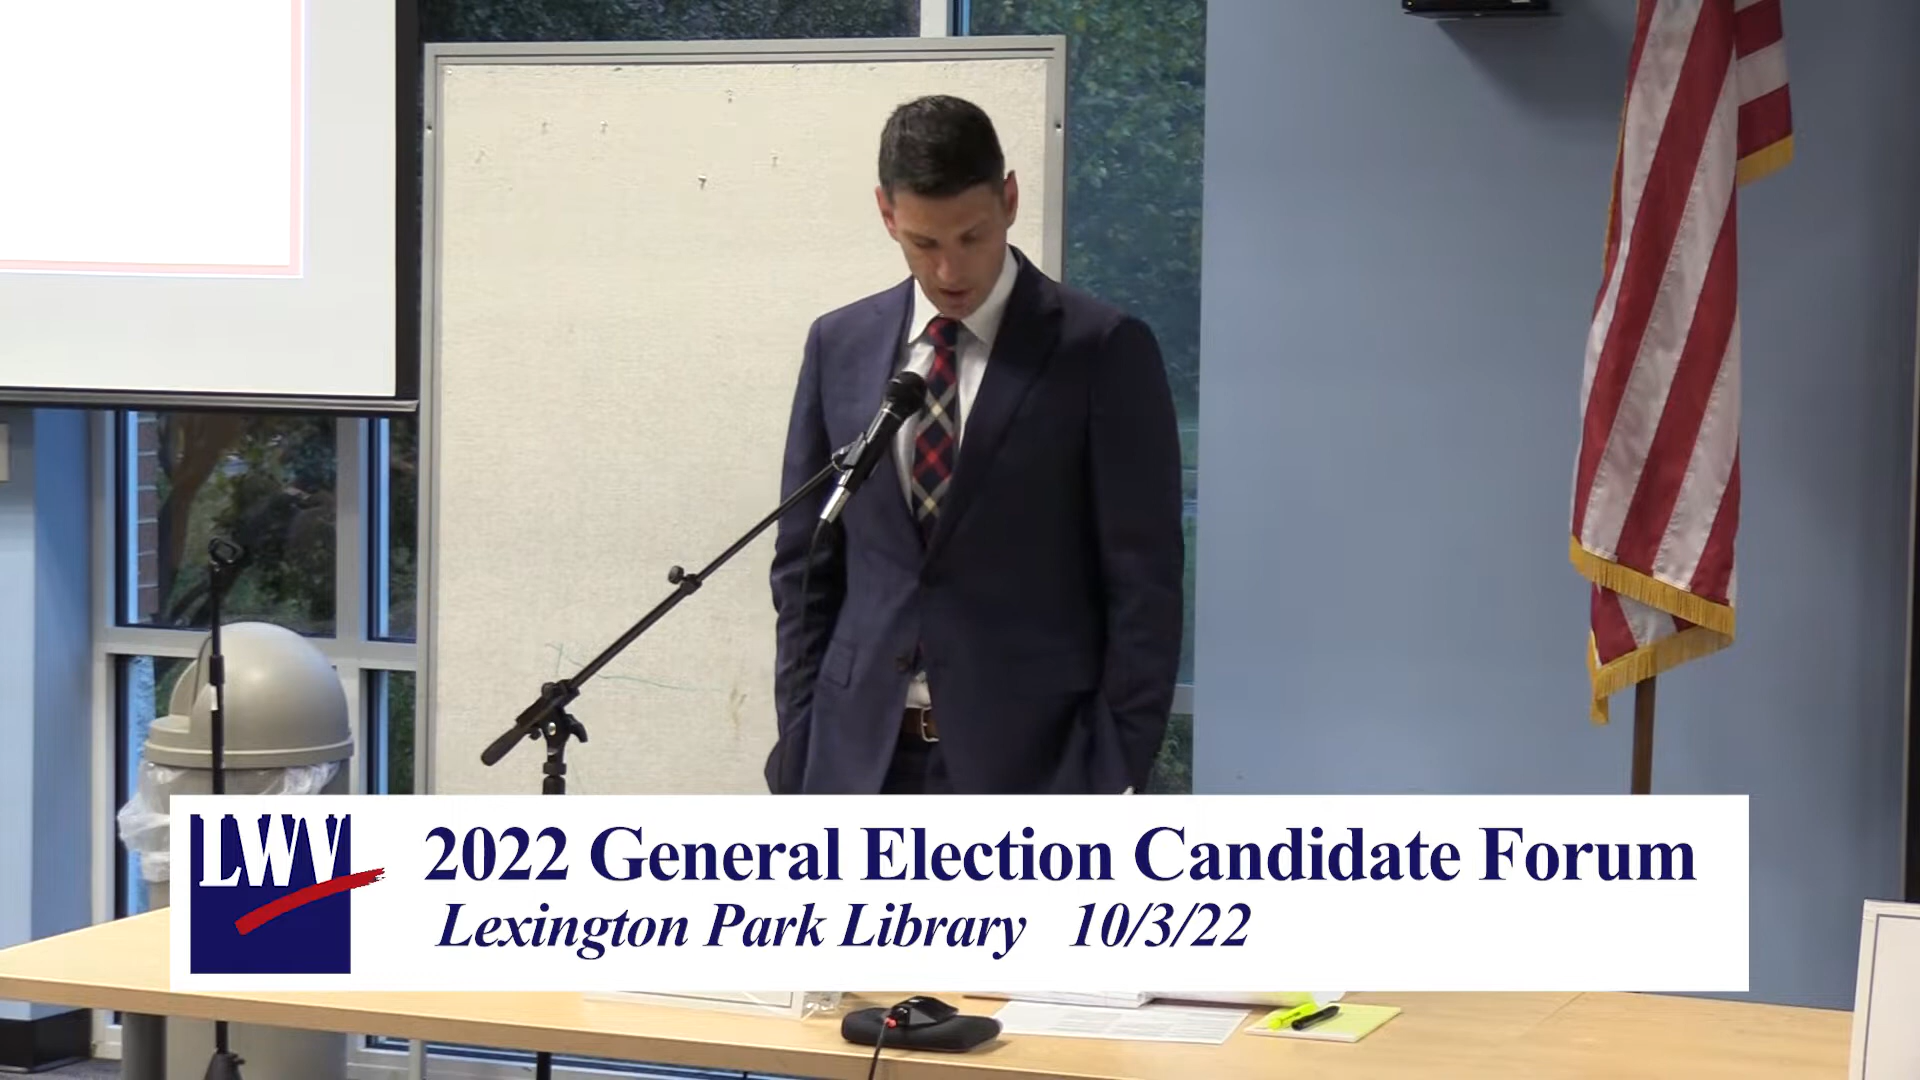 LWV
2022 General Election Candidate Forum
Lexington Park Library 10/3/22